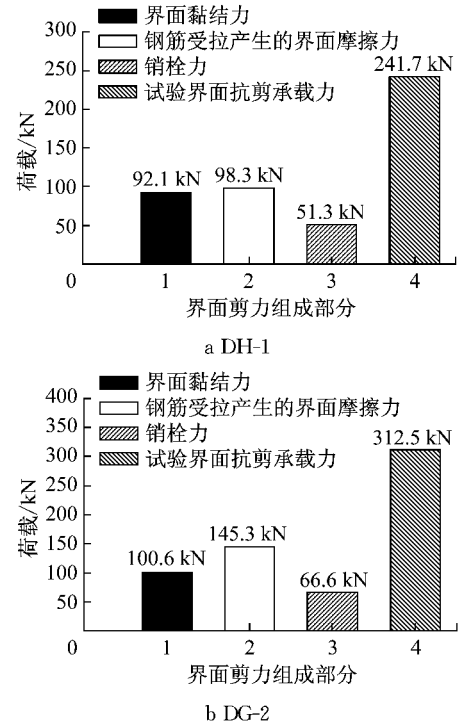 界面黏结力
钢筋受拉产生的界面摩擦力
销栓力
试验界面抗剪承载力
荷载/kN
300
250
200
150
100
50
0
92.1 kN
98.3 kN
51.3 kN
241.7 kN
1 2 3 4
界面剪力组成部分
a DH-1
界面黏结力
钢筋受拉产生的界面摩擦力
销栓力
试验界面抗剪承载力
荷载/kN
400
350
300
250
200
150
100
50
0
100.6 kN
145.3 kN
66.6 kN
312.5 kN
1 2 3 4
界面剪力组成部分
b DG-2